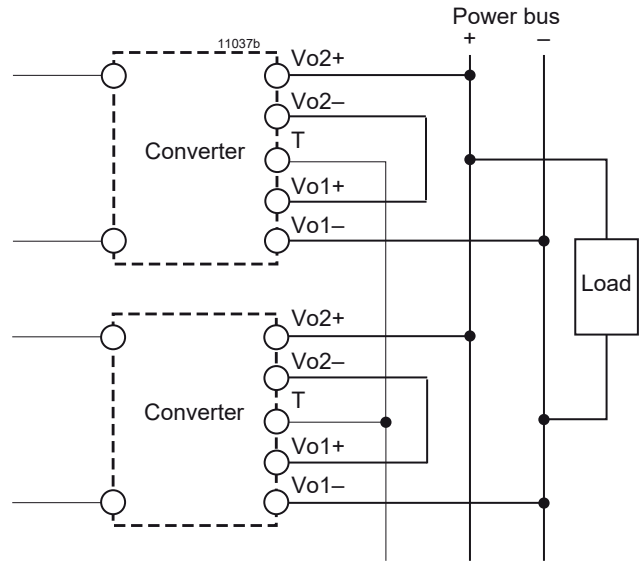 Power bus
+ –
11037b
Vo2+
Vo2–
T
Converter
Vo1+
Vo1–
Load
Vo2+
Vo2–
T
Converter
Vo1+
Vo1–